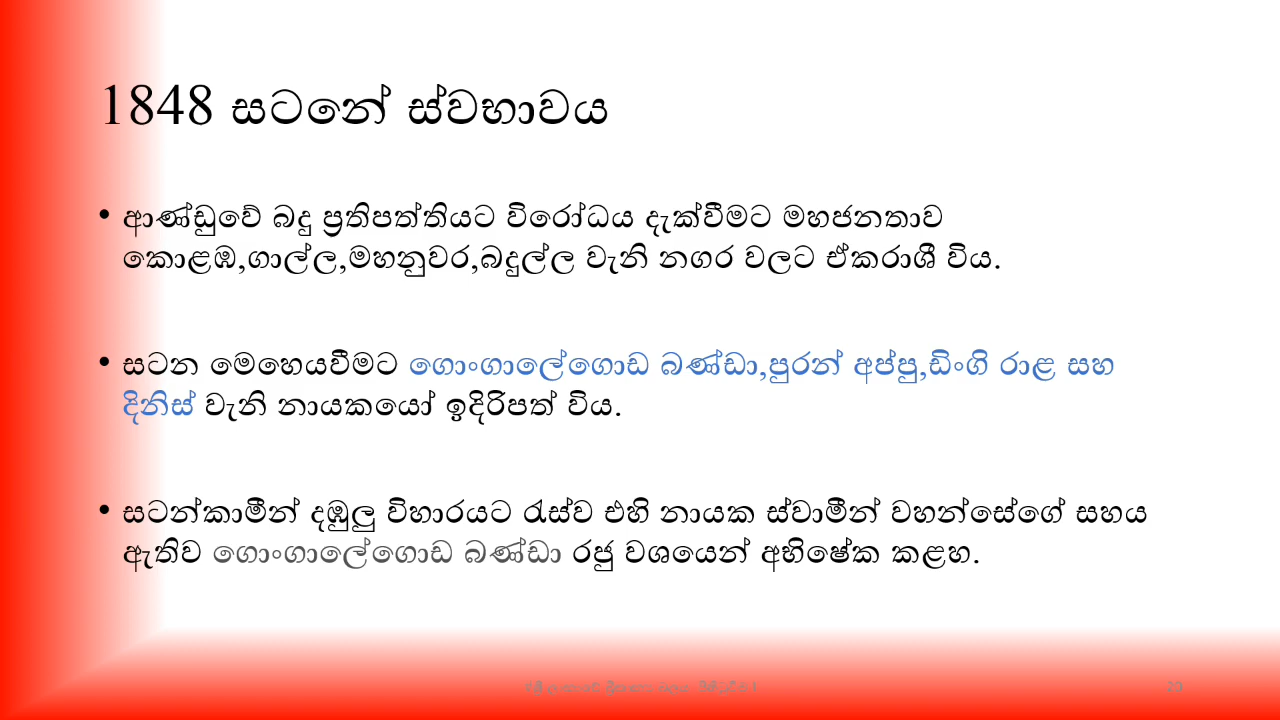 1848 සටනේ ස්වභාවය
• ආණ්ඩුවේ බදු ප්‍රතිපත්තියට විරෝධය දැක්වීමට මහජනතාව
කොළඹ,ගාල්ල,මහනුවර,බදුල්ල වැනි නගර වලට ඒකරාශී විය.
• සටන මෙහෙයවීමට ගොංගාලේගොඩ බණ්ඩා,පුරන් අප්පු,ඩිංගි රාළ සහ
දිනිස් වැනි නායකයෝ ඉදිරිපත් විය.
• සටන්කාමීන් දඹුලු විහාරයට රැස්ව එහි නායක ස්වාමීන් වහන්සේගේ සහය
ඇතිව ගොංගාලේගොඩ බණ්ඩා රජු වශයෙන් අභිෂේක කළහ.